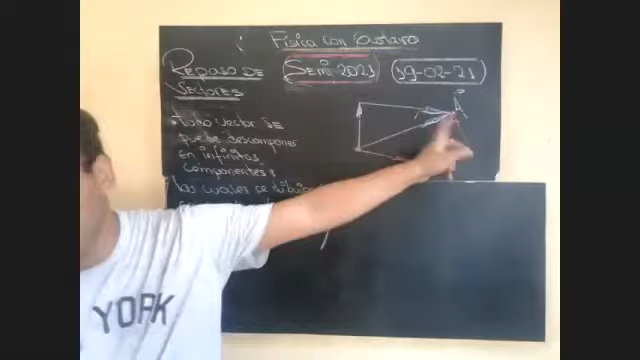 Física con Gustavo
Repaso de
Vectores
Semi 2021
19-02-21
Todo vector se
puede descomponer
en infinitas
componentes
las cuales se dibujan
A
YORK